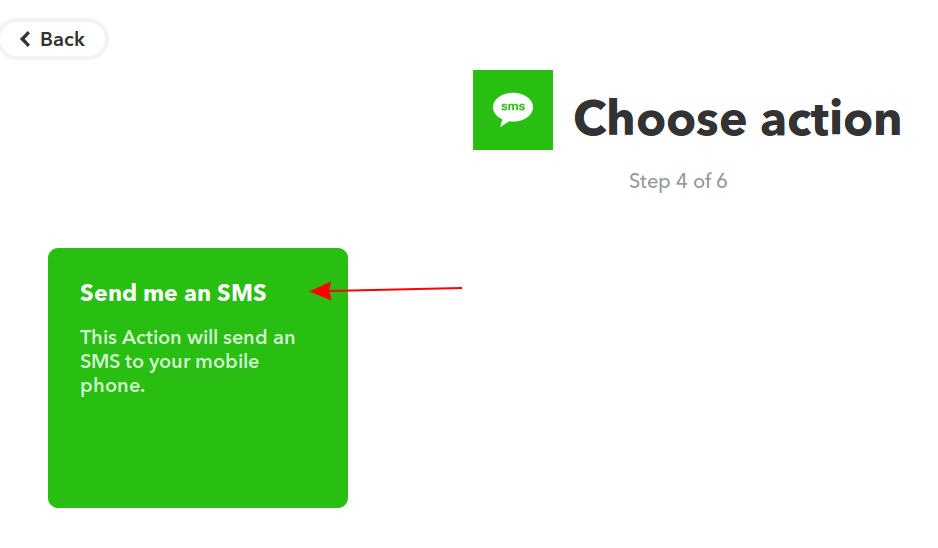 Back
sms
Choose action
Step 4 of 6
Send me an SMS
This Action will send an
SMS to your mobile
phone.